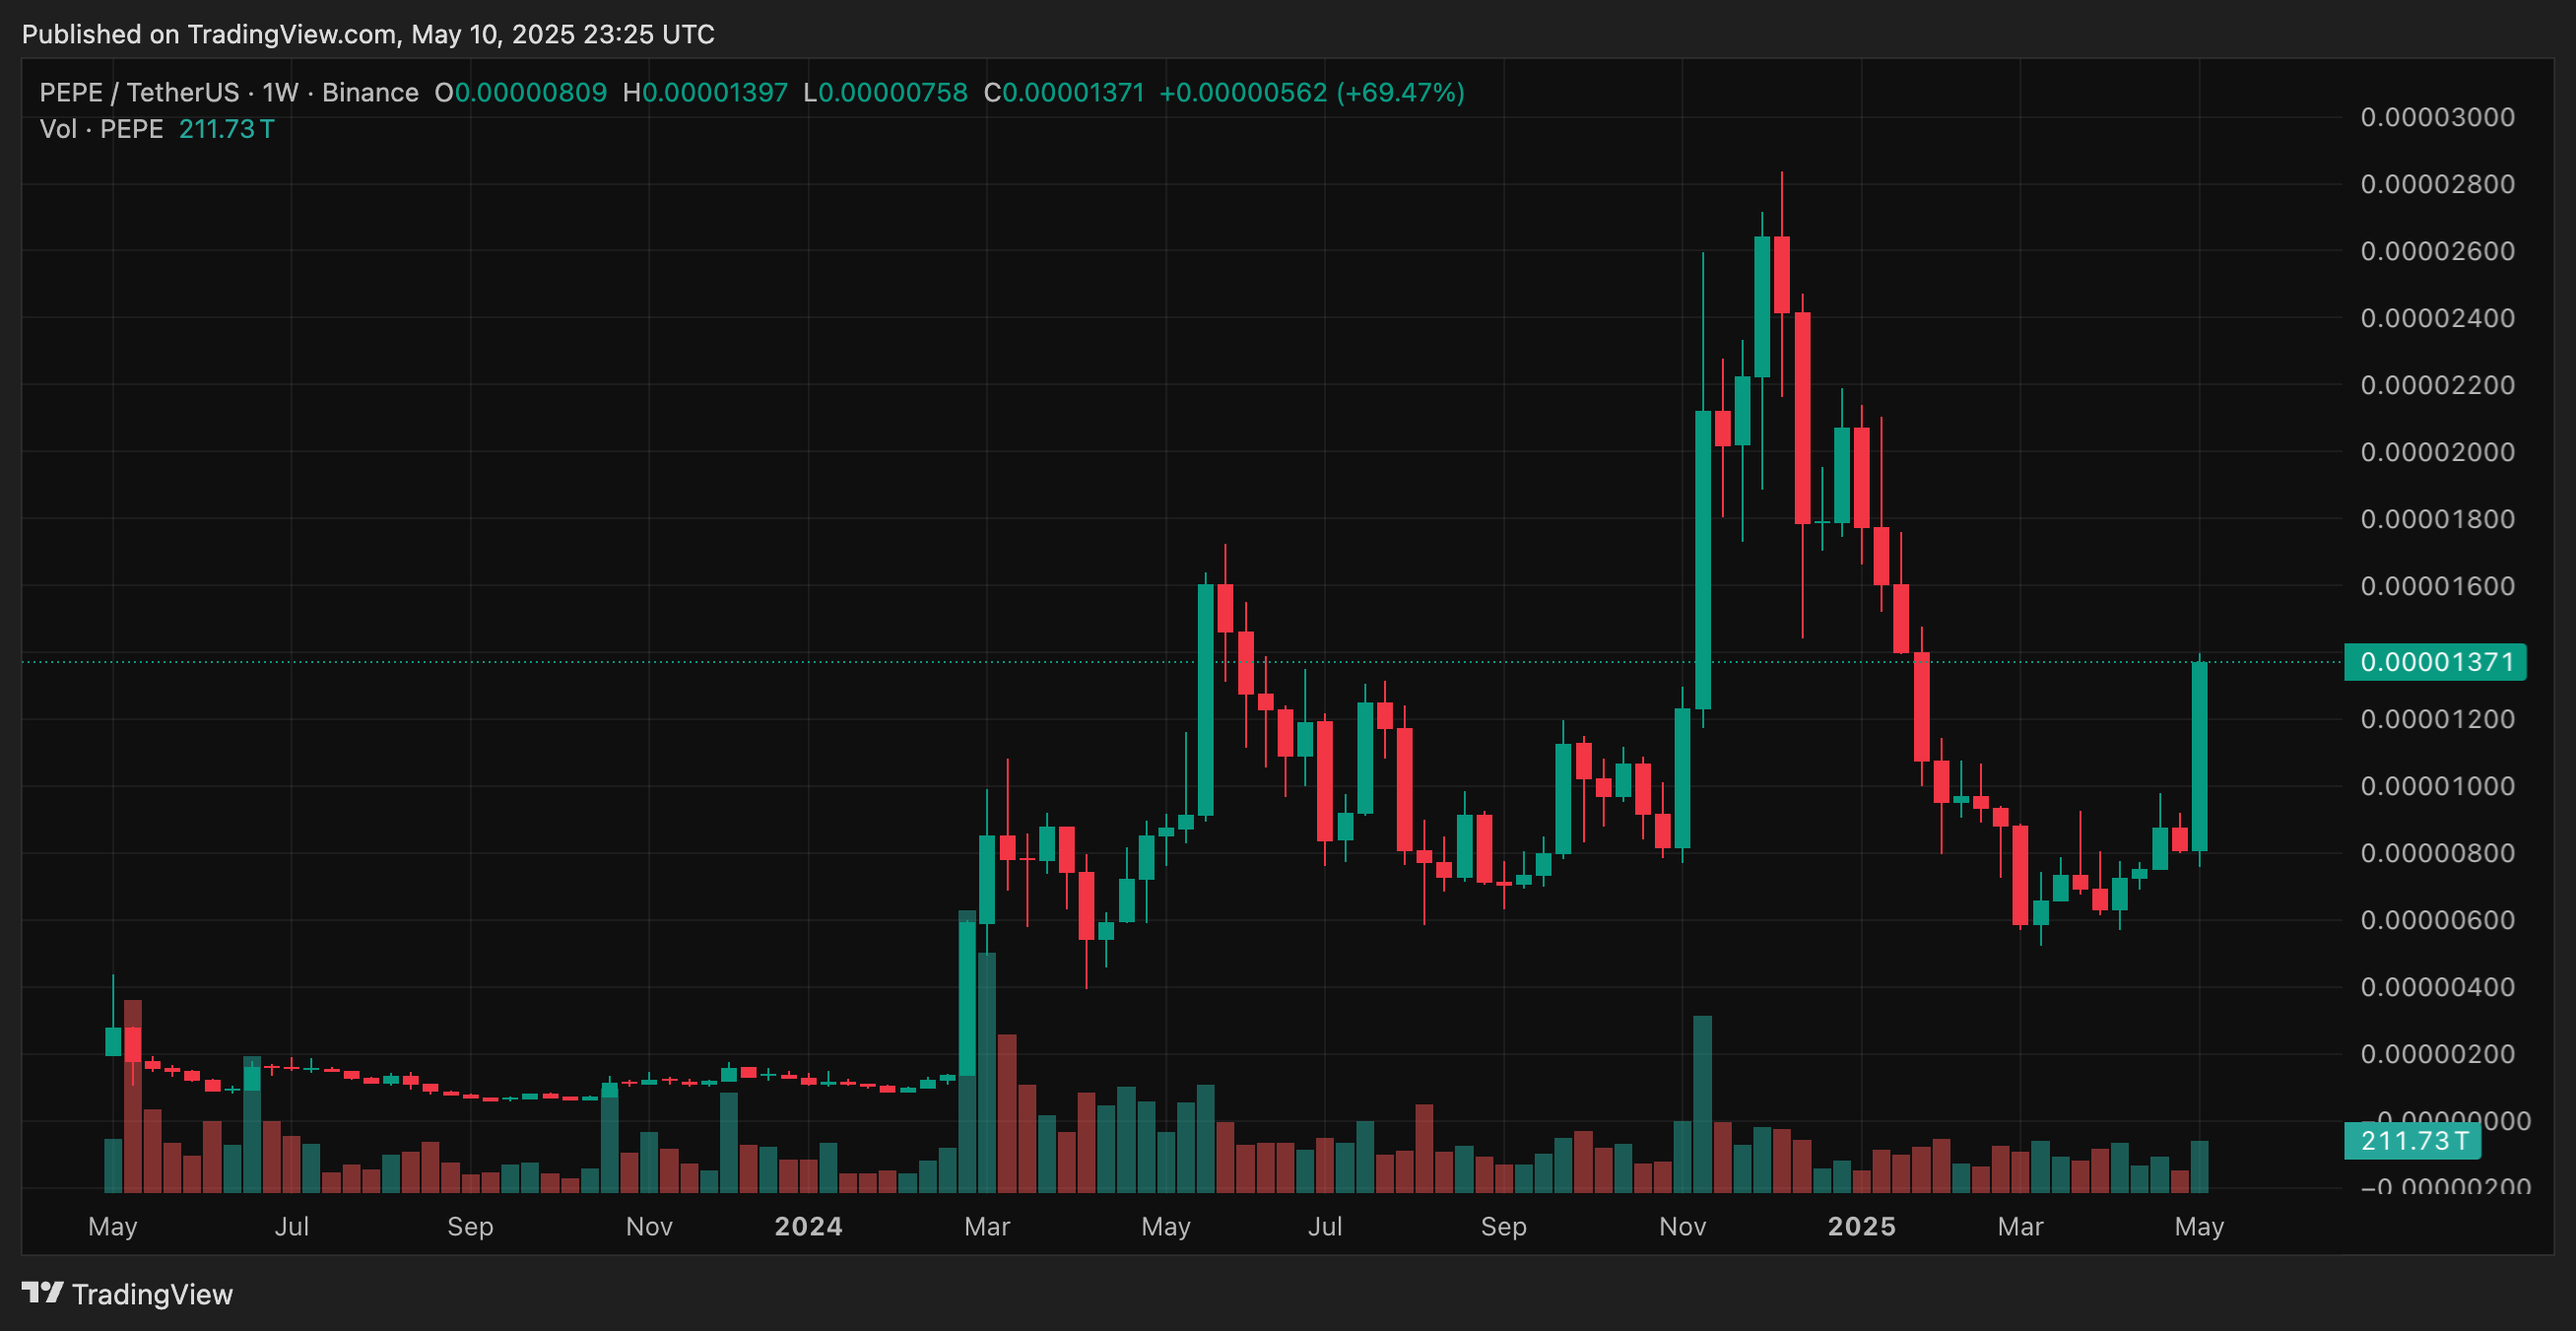 Published on TradingView.com, May 10, 2025 23:25 UTC
PEPE / TetherUS · 1W · Binance O0.00000809 H0.00001397 L0.00000758 C0.00001371 +0.00000562 (+69.47%)
Vol · PEPE 211.73 T
0.00003000
0.00002800
0.00002600
0.00002400
0.00002200
0.00002000
0.00001800
0.00001600
0.00001371
0.00001200
0.00001000
0.00000800
0.00000600
0.00000400
0.00000200
−0.00000000
211.73 T
−0.00000200
May Jul Sep Nov 2024 Mar May Jul Sep Nov 2025 Mar May
TradingView